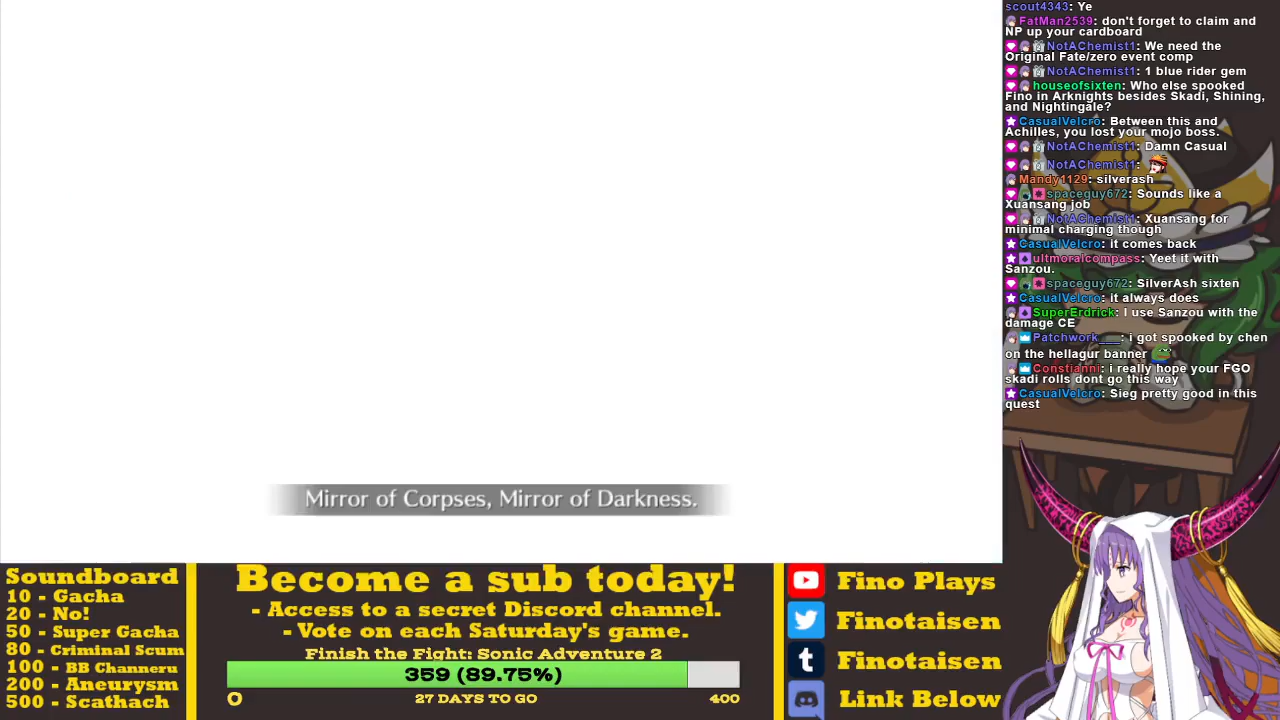 scout4343: Ye
FatMan2539: don't forget to claim and
NP up your cardboard
NotAChemist1: We need the
Original Fate/zero event comp
NotAChemist1: 1 blue rider gem
houseofsixten: Who else spooked
Fino in Arknights besides Skadi, Shining,
and Nightingale?
CasualVelcro: Between this and
Achilles, you lost your mojo boss.
NotAChemist1: Damn Casual
NotAChemist1:
Mandy1129: silverash
spaceguy672: Sounds like a
Xuansang job
NotAChemist1: Xuansang for
minimal charging though
CasualVelcro: it comes back
ultmoralcompass: Yeet it with
Sanzou.
spaceguy672: SilverAsh sixten
CasualVelcro: it always does
SuperErdrick: I use Sanzou with the
damage CE
Patchwork___: i got spooked by chen
on the hellagur banner
Constianni: i really hope your FGO
skadi rolls dont go this way
CasualVelcro: Sieg pretty good in this
quest
Mirror of Corpses, Mirror of Darkness.
Soundboard
10 - Gacha
20 - No!
50 - Super Gacha
80 - Criminal Scum
100 - BB Channeru
200 - Aneurysm
500 - Scathach
Become a sub today!
- Access to a secret Discord channel.
- Vote on each Saturday's game.
Finish the Fight: Sonic Adventure 2
359 (89.75%)
0 27 DAYS TO GO 400
Fino Plays
Finotaisen
Finotaisen
Link Below